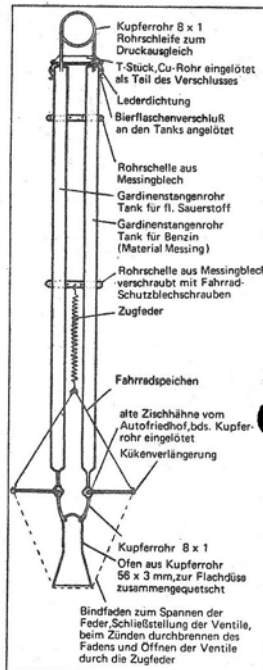 Kupferrohr 8 x 1
Rohrschleife zum
Druckausgleich
T-Stück, Cu-Rohr eingelötet
als Teil des Verschlusses
Lederdichtung
Bierflaschenverschluß
an den Tanks angelötet
Rohrschelle aus
Messingblech
Gardinenstangenrohr
Tank für fl. Sauerstoff
Gardinenstangenrohr
Tank für Benzin
(Material Messing)
Rohrschelle aus Messingblech
verschraubt mit Fahrrad-
Schutzblechschrauben
Zugfeder
Fahrradspeichen
alte Zischhähne vom
Autofriedhof, bds. Kupfer-
rohr eingelötet
Kükenverlängerung
Kupferrohr 8 x 1
Ofen aus Kupferrohr
56 x 3 mm, zur Flachdüse
zusammengequetscht
Bindfaden zum Spannen der
Feder, Schließstellung der Ventile,
beim Zünden durchbrennen des
Fadens und Öffnen der Ventile
durch die Zugfeder